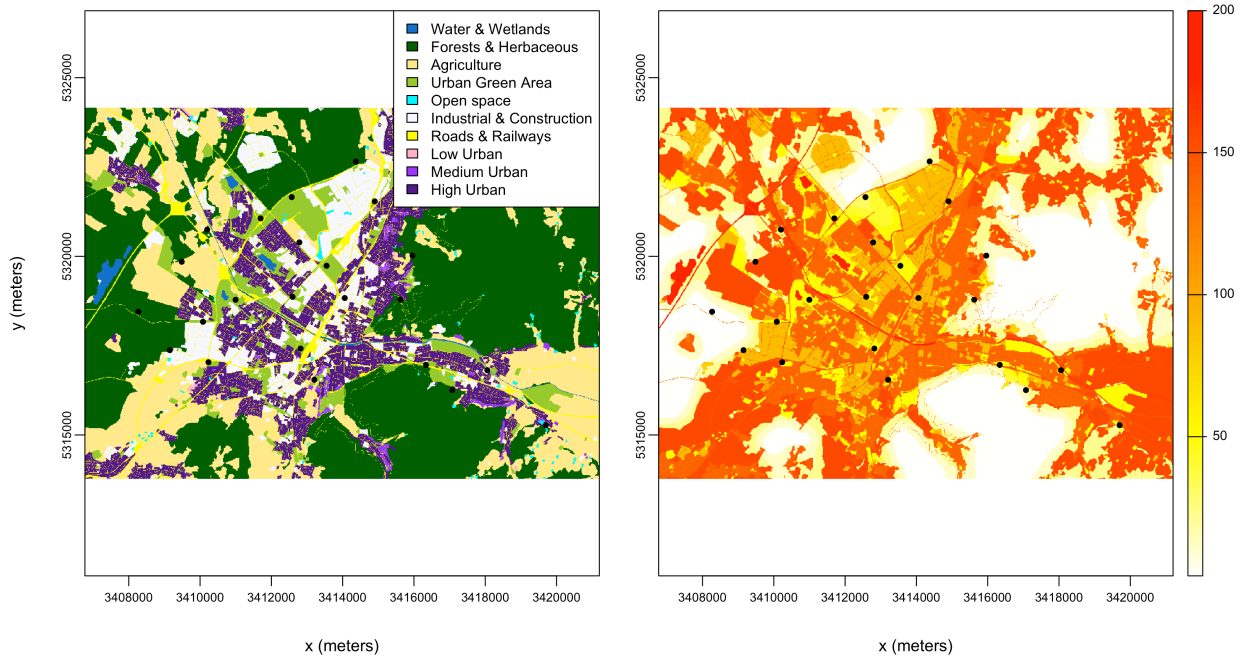 Water & Wetlands
Forests & Herbaceous
Agriculture
Urban Green Area
Open space
Industrial & Construction
Roads & Railways
Low Urban
Medium Urban
High Urban
y (meters)
5325000
5320000
5315000
3408000 3410000 3412000 3414000 3416000 3418000 3420000
x (meters)
5325000
5320000
5315000
3408000 3410000 3412000 3414000 3416000 3418000 3420000
x (meters)
200
150
100
50